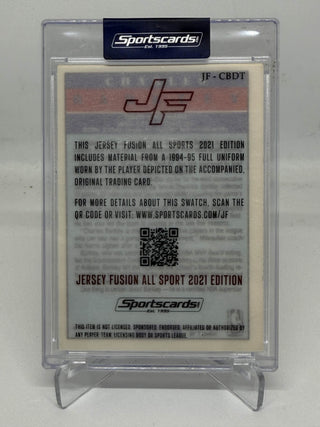 Sportscards!
Est. 1995
JF - CBDT
JF
THIS JERSEY FUSION ALL SPORTS 2021 EDITION
INCLUDES MATERIAL FROM A 1994-95 FULL UNIFORM
WORN BY THE PLAYER DEPICTED ON THE ACCOMPANIED,
ORIGINAL TRADING CARD.
FOR MORE DETAILS ABOUT THIS SWATCH, SCAN THE
QR CODE OR VISIT: WWW.SPORTSCARDS.COM/JF
JERSEY FUSION ALL SPORT 2021 EDITION
Sportscards!
EST. 1995
THIS ITEM IS NOT LICENSED, SPONSORED, ENDORSED, AFFILIATED OR AUTHORIZED BY
ANY PLAYER, TEAM, LICENSING BODY OR SPORTS LEAGUE.